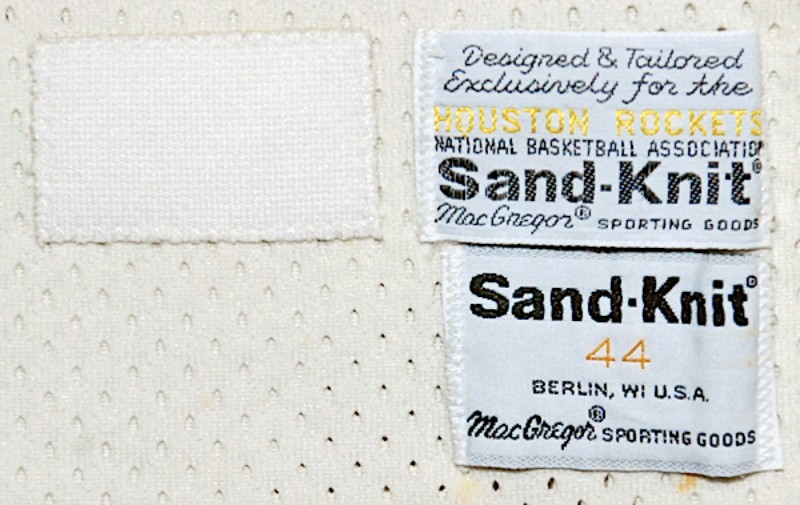 Designed & Tailored
Exclusively for the
HOUSTON ROCKETS
NATIONAL BASKETBALL ASSOCIATION
Sand-Knit®
MacGregor® SPORTING GOODS
Sand-Knit®
44
BERLIN, WI U.S.A.
MacGregor® SPORTING GOODS